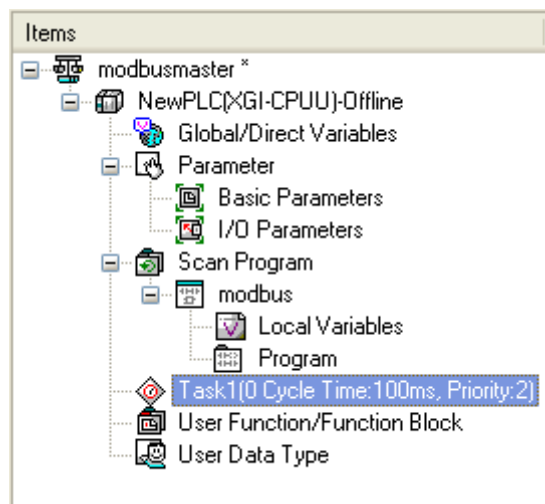 Items
modbusmaster *
NewPLC(XGI-CPUU)-Offline
Global/Direct Variables
Parameter
Basic Parameters
I/O Parameters
Scan Program
modbus
Local Variables
Program
Task1(0 Cycle Time:100ms, Priority:2)
User Function/Function Block
User Data Type